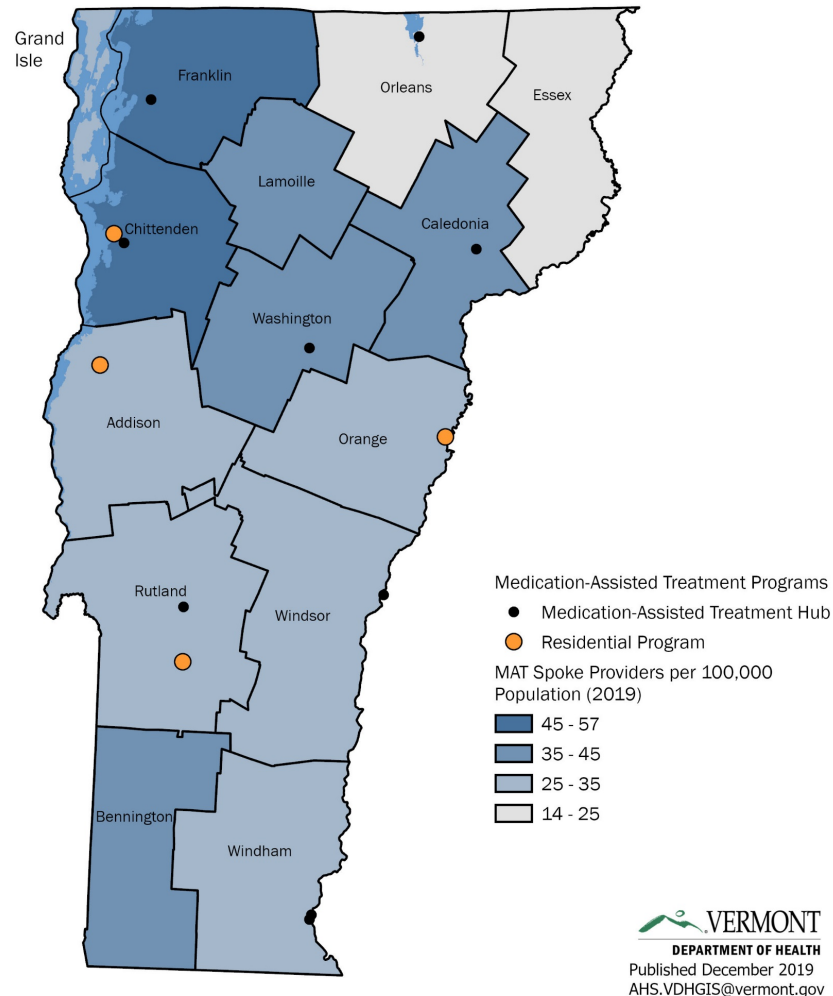 Grand
Isle
Franklin
Orleans
Essex
Lamoille
Chittenden
Caledonia
Washington
Addison
Orange
Rutland
Windsor
Bennington
Windham
Medication-Assisted Treatment Programs
Medication-Assisted Treatment Hub
Residential Program
MAT Spoke Providers per 100,000
Population (2019)
45 - 57
35 - 45
25 - 35
14 - 25
VERMONT
DEPARTMENT OF HEALTH
Published December 2019
AHS.VDHGIS@vermont.gov